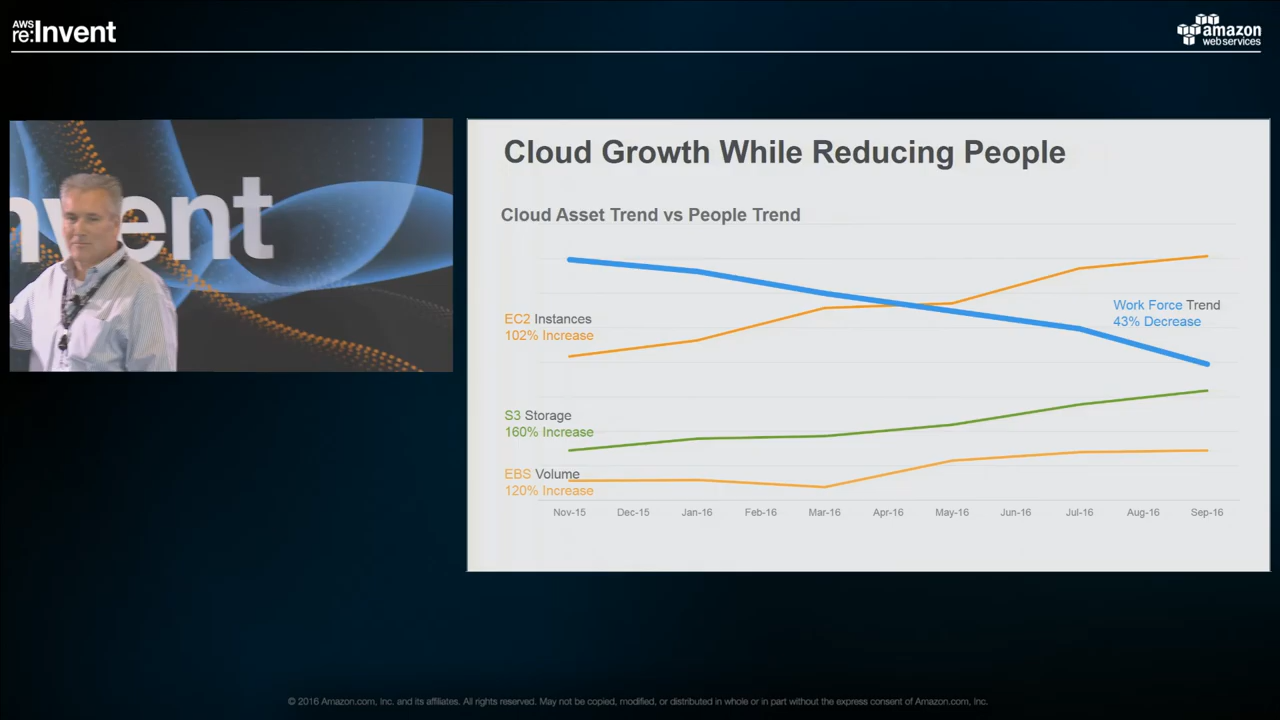 AWS
re:Invent
amazon
web services
nvent
Cloud Growth While Reducing People
Cloud Asset Trend vs People Trend
EC2 Instances
102% Increase
Work Force Trend
43% Decrease
S3 Storage
160% Increase
EBS Volume
120% Increase
Nov-15 Dec-15 Jan-16 Feb-16 Mar-16 Apr-16 May-16 Jun-16 Jul-16 Aug-16 Sep-16
© 2016 Amazon.com, Inc. and its affiliates. All rights reserved. May not be copied, modified, or distributed in whole or in part without the express consent of Amazon.com, Inc.